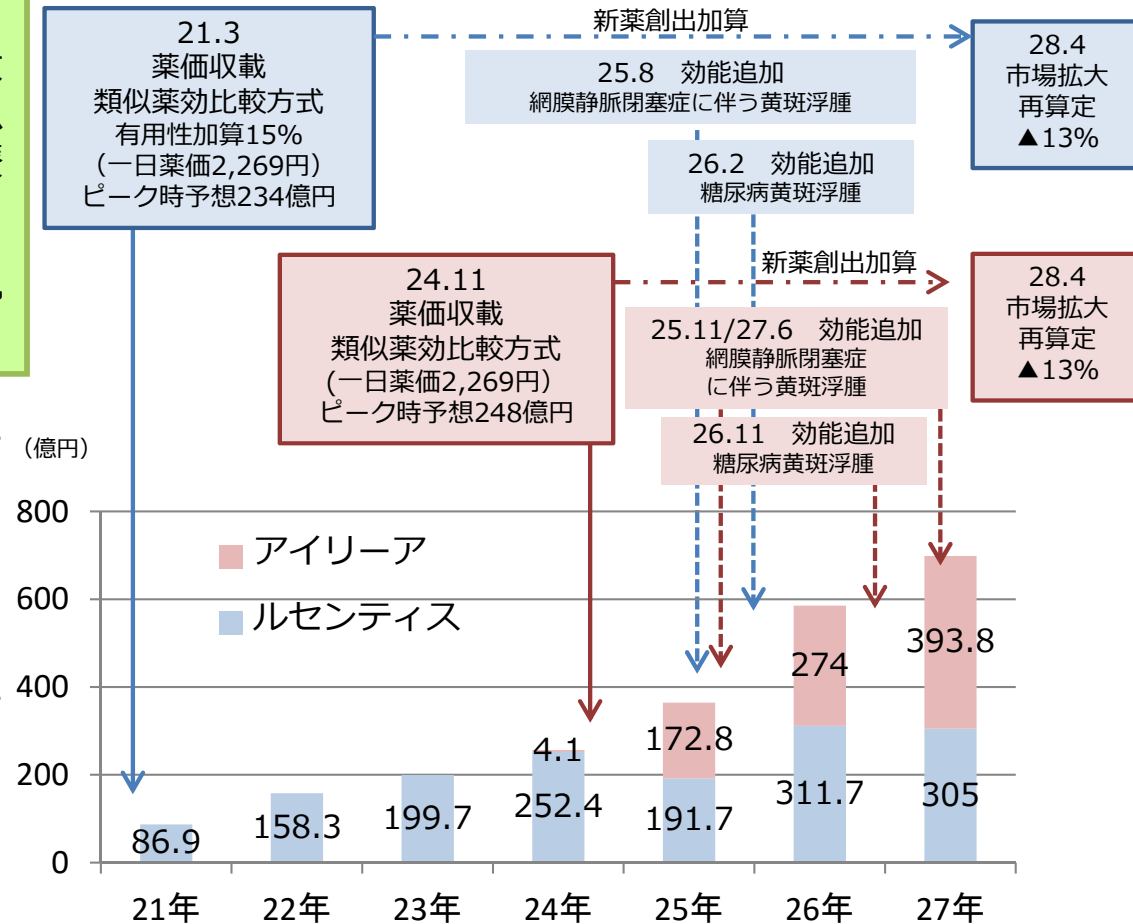 新薬創出加算
21.3
薬価収載
類似薬効比較方式
有用性加算15%
(一日薬価2,269円)
ピーク時予想234億円
25.8 効能追加
網膜静脈閉塞症に伴う黄斑浮腫
28.4
市場拡大
再算定
▲13%
26.2 効能追加
糖尿病黄斑浮腫
新薬創出加算
24.11
薬価収載
類似薬効比較方式
(一日薬価2,269円)
ピーク時予想248億円
28.4
市場拡大
再算定
▲13%
25.11/27.6 効能追加
網膜静脈閉塞症
に伴う黄斑浮腫
26.11 効能追加
糖尿病黄斑浮腫
(億円)
800
600
400
200
0
アイリーア
ルセンティス
86.9
158.3
199.7
4.1
252.4
172.8
191.7
274
311.7
393.8
305
21年 22年 23年 24年 25年 26年 27年